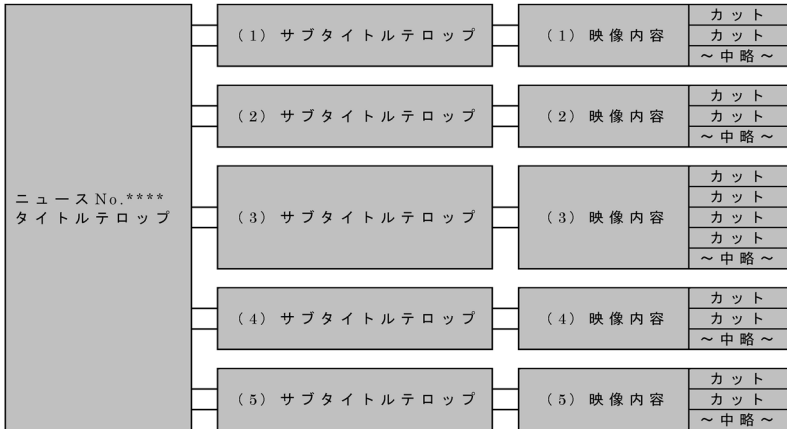 ニュースNo.****
タイトルテロップ
(1) サブタイトルテロップ
(1) 映像内容
カット
カット
～中略～
(2) サブタイトルテロップ
(2) 映像内容
カット
カット
～中略～
(3) サブタイトルテロップ
(3) 映像内容
カット
カット
カット
カット
～中略～
(4) サブタイトルテロップ
(4) 映像内容
カット
カット
～中略～
(5) サブタイトルテロップ
(5) 映像内容
カット
カット
～中略～